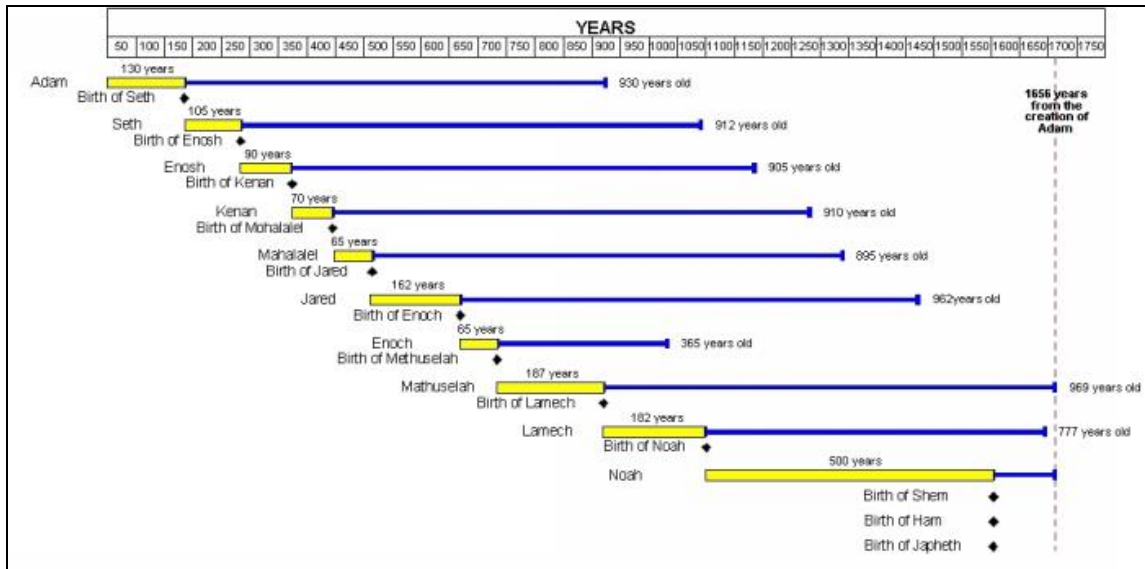 YEARS
50 100 150 200 250 300 350 400 450 500 550 600 650 700 750 800 850 900 950 1000 1050 1100 1150 1200 1250 1300 1350 1400 1450 1500 1550 1600 1650 1700 1750
130 years
Adam 930 years old
Birth of Seth
1656 years
from the
creation of
Adam
105 years
Seth 912 years old
Birth of Enosh
90 years
Enosh 905 years old
Birth of Kenan
70 years
Kenan 910 years old
Birth of Mohalalel
65 years
Mahalalel 895 years old
Birth of Jared
162 years
Jared 962years old
Birth of Enoch
65 years
Enoch 365 years old
Birth of Methuselah
187 years
Mathuselah 969 years old
Birth of Lamech
182 years
Lamech 777 years old
Birth of Noah
500 years
Noah
Birth of Shem
Birth of Ham
Birth of Japheth